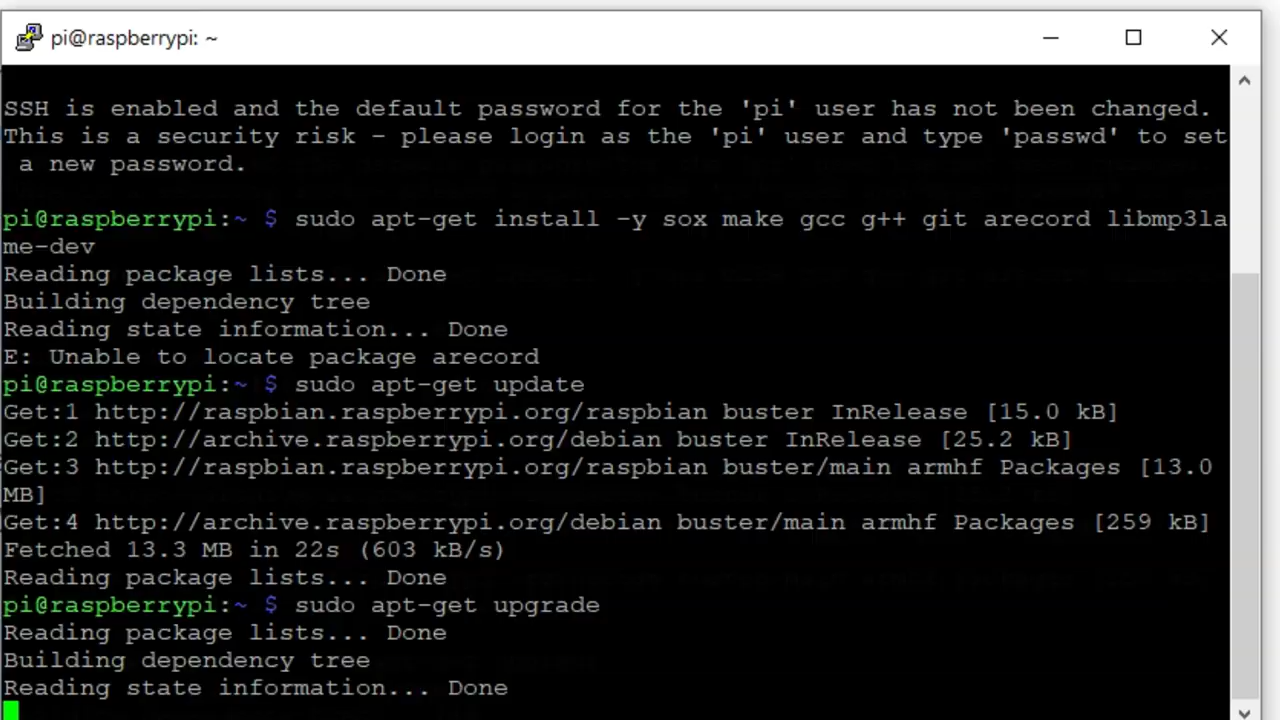 pi@raspberrypi: ~
SSH is enabled and the default password for the 'pi' user has not been changed.
This is a security risk - please login as the 'pi' user and type 'passwd' to set
 a new password.
pi@raspberrypi:~ $ sudo apt-get install -y sox make gcc g++ git arecord libmp3la
me-dev
Reading package lists... Done
Building dependency tree
Reading state information... Done
E: Unable to locate package arecord
pi@raspberrypi:~ $ sudo apt-get update
Get:1 http://raspbian.raspberrypi.org/raspbian buster InRelease [15.0 kB]
Get:2 http://archive.raspberrypi.org/debian buster InRelease [25.2 kB]
Get:3 http://raspbian.raspberrypi.org/raspbian buster/main armhf Packages [13.0
MB]
Get:4 http://archive.raspberrypi.org/debian buster/main armhf Packages [259 kB]
Fetched 13.3 MB in 22s (603 kB/s)
Reading package lists... Done
pi@raspberrypi:~ $ sudo apt-get upgrade
Reading package lists... Done
Building dependency tree
Reading state information... Done